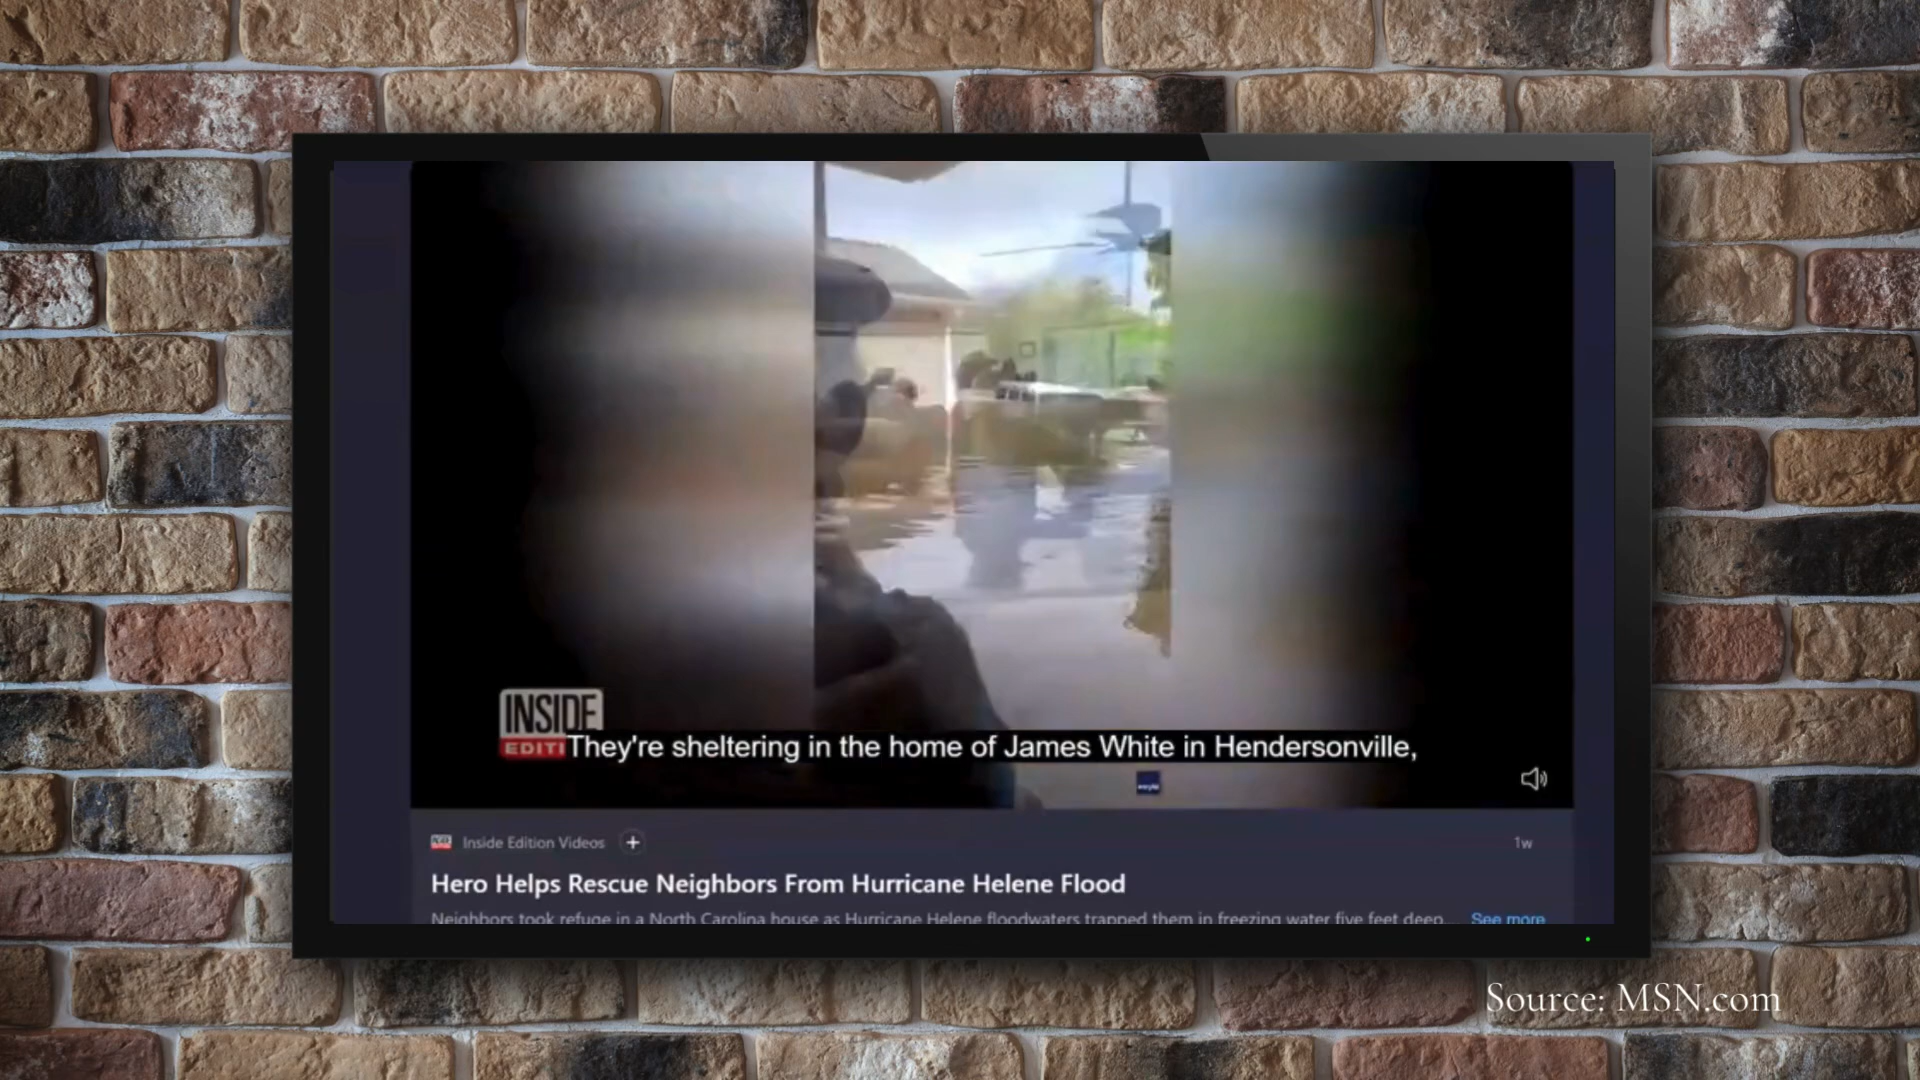 INSIDE
EDITI
They're sheltering in the home of James White in Hendersonville,
Inside Edition Videos
1w
Hero Helps Rescue Neighbors From Hurricane Helene Flood
Neighbors took refuge in a North Carolina house as Hurricane Helene floodwaters trapped them in freezing water five feet deep... See more
Source: MSN.com